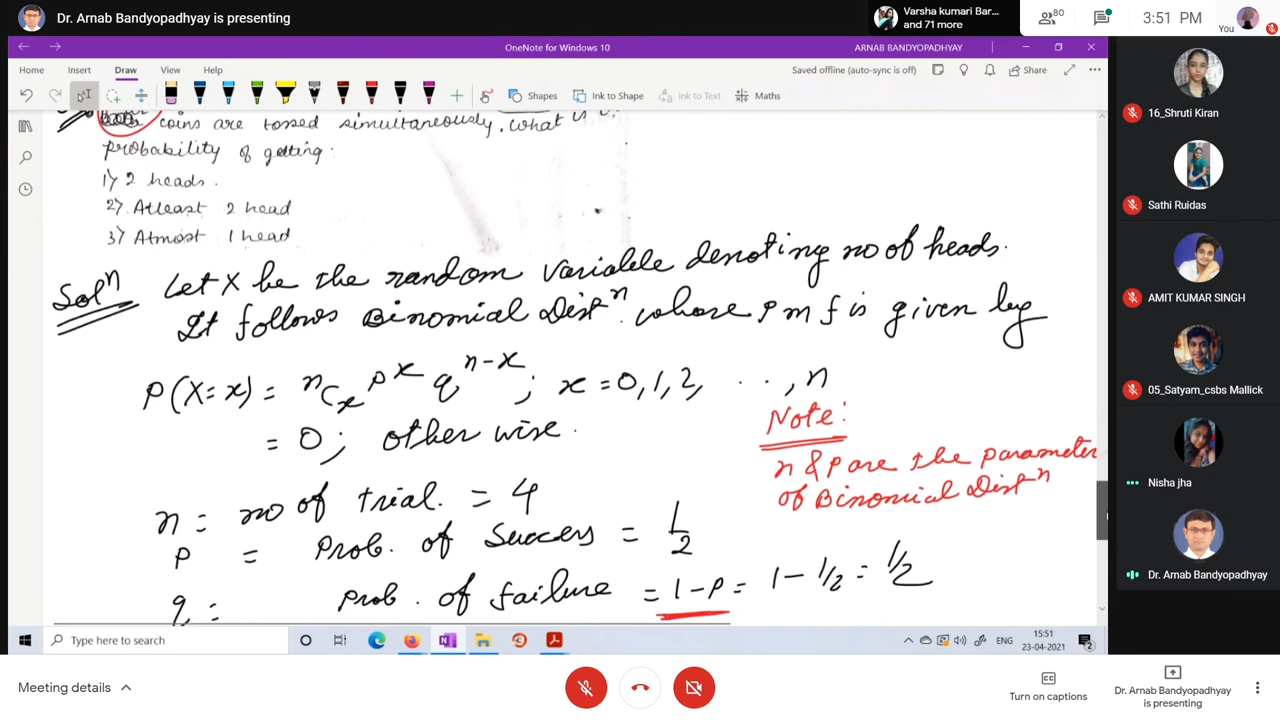 Dr. Arnab Bandyopadhyay is presenting
Varsha kumari Bar...
and 71 more
80
3:51 PM
You
OneNote for Windows 10
ARNAB BANDYOPADHYAY
Home Insert Draw View Help
Saved offline (auto-sync is off)
Share
Shapes
Ink to Shape
Ink to Text
Maths
coins are tossed simultaneously. what is
probability of getting:
1) 2 heads.
2) Atleast 2 head
3) Atmost 1 head
Solⁿ Let X be the random variable denoting no of heads.
It follows Binomial Distⁿ. whose p m f is given by
P(X=x) = ⁿCₓ pˣ qⁿ⁻ˣ ; x = 0, 1, 2, . . . , n
= 0 ; other wise.
Note:
n & p are the parameter
of Binomial Distⁿ
n = no of trial. = 4
p = Prob. of Success = 1/2
q = Prob. of failure = 1-p = 1 - 1/2 = 1/2
Type here to search
ENG
15:51
23-04-2021
2
16_Shruti Kiran
Sathi Ruidas
AMIT KUMAR SINGH
05_Satyam_csbs Mallick
Nisha jha
Dr. Arnab Bandyopadhyay
Meeting details
Turn on captions
Dr. Arnab Bandyopadhyay
is presenting